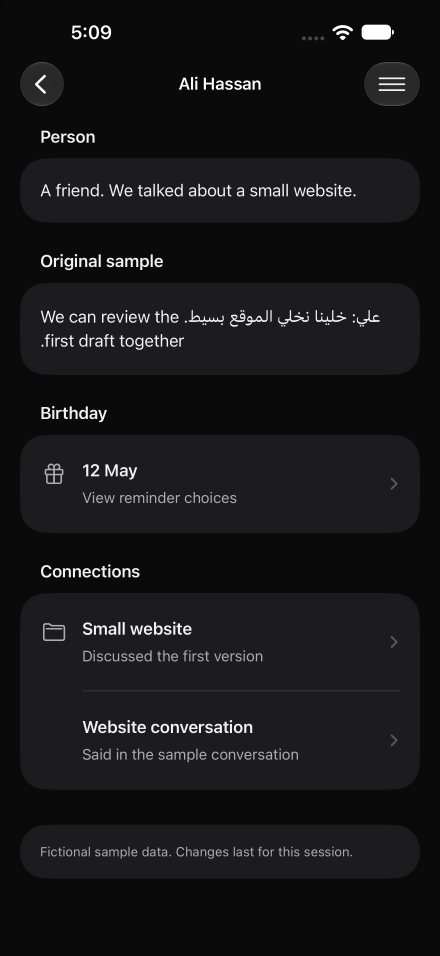 5:09
Ali Hassan
Person
A friend. We talked about a small website.
Original sample
علي: خلينا نخلي الموقع بسيط. We can review the
first draft together.
Birthday
12 May
View reminder choices
Connections
Small website
Discussed the first version
Website conversation
Said in the sample conversation
Fictional sample data. Changes last for this session.